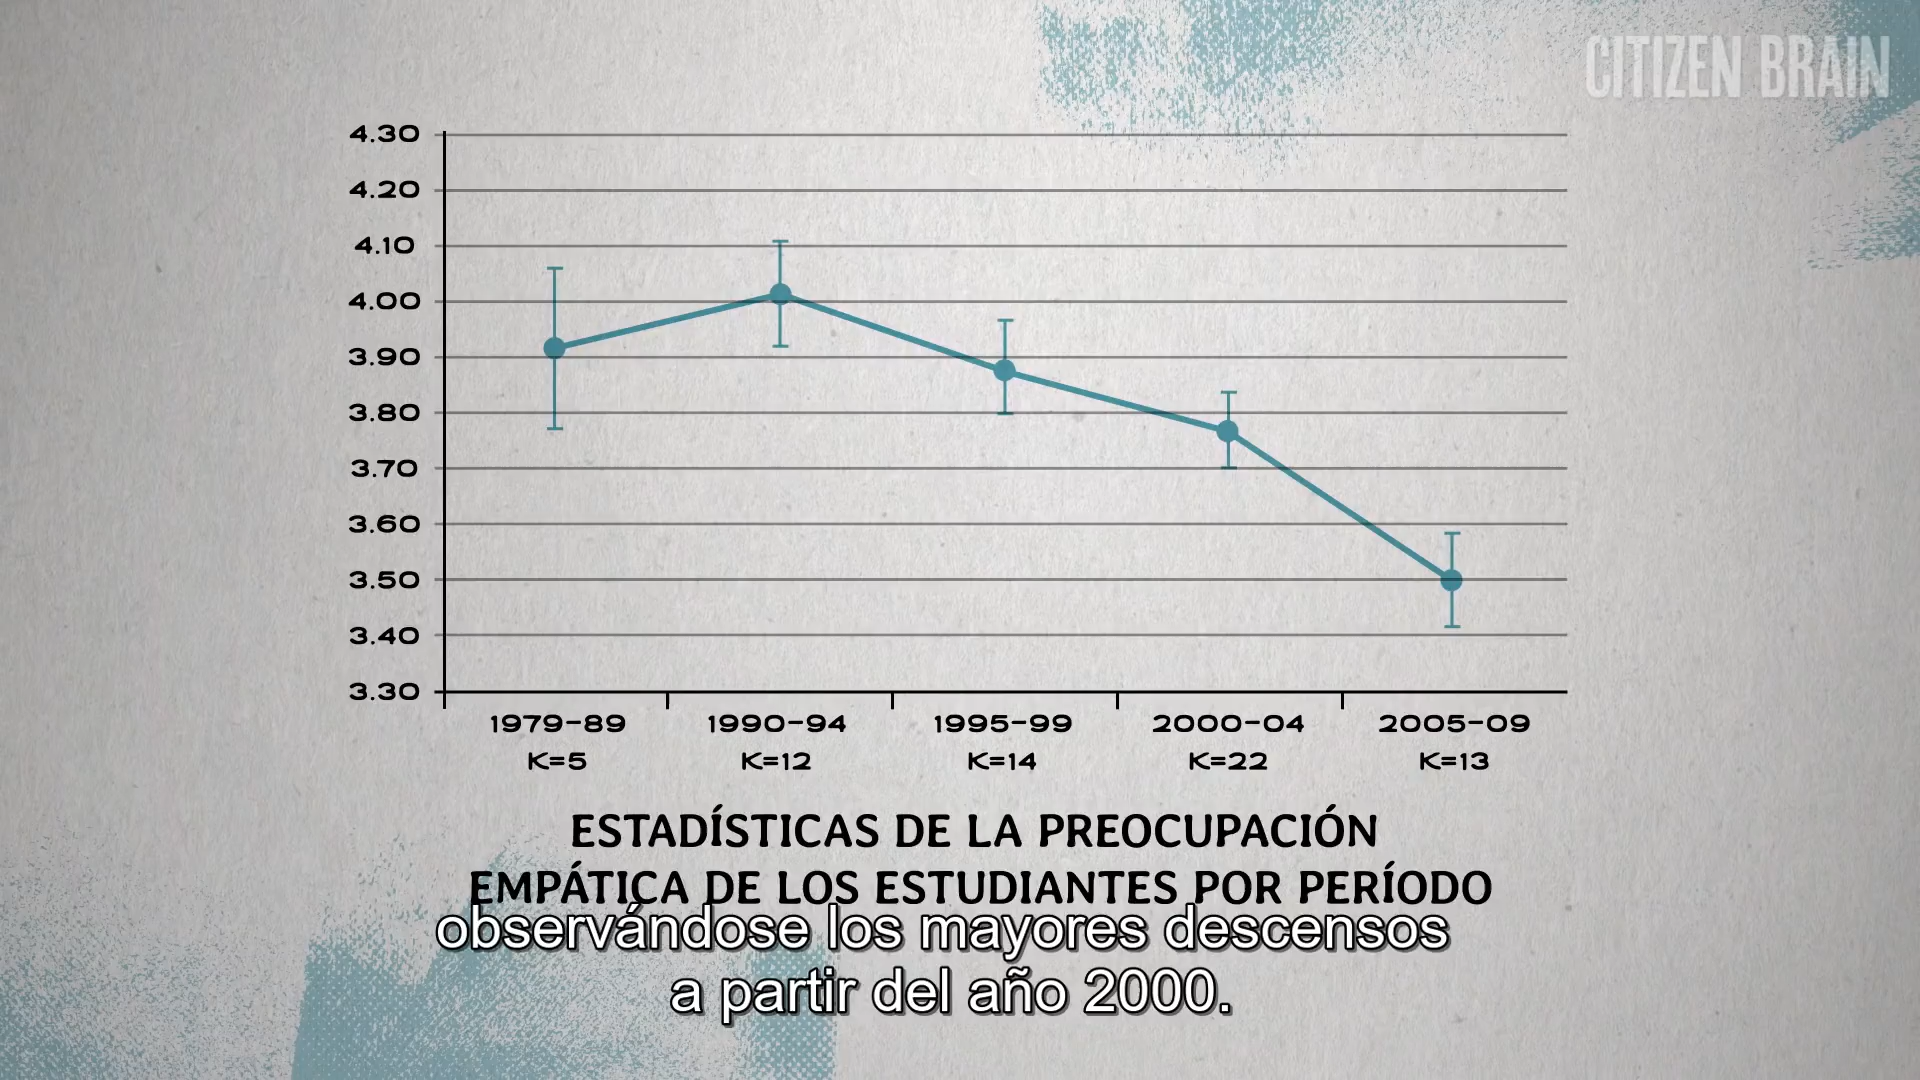 CITIZEN BRAIN
4.30
4.20
4.10
4.00
3.90
3.80
3.70
3.60
3.50
3.40
3.30
1979-89 1990-94 1995-99 2000-04 2005-09
K=5 K=12 K=14 K=22 K=13
ESTADÍSTICAS DE LA PREOCUPACIÓN
EMPÁTICA DE LOS ESTUDIANTES POR PERÍODO
observándose los mayores descensos
a partir del año 2000.